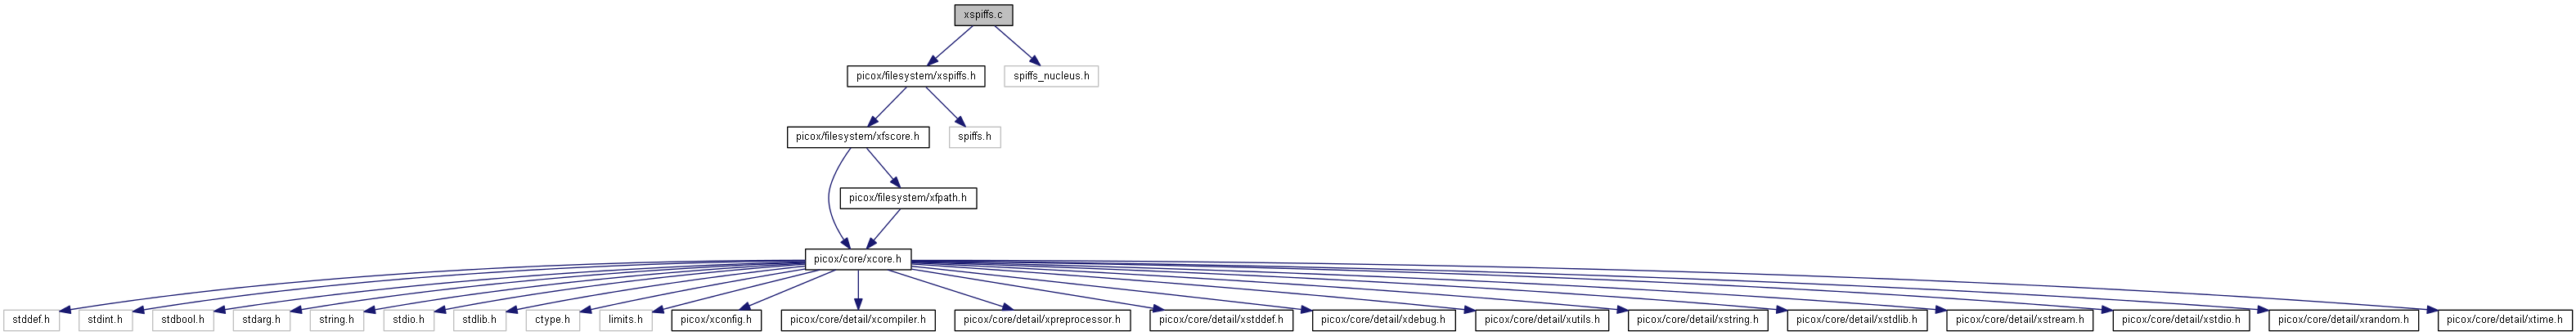 xspiffs.c
picox/filesystem/xspiffs.h
spiffs_nucleus.h
picox/filesystem/xfscore.h
spiffs.h
picox/filesystem/xfpath.h
picox/core/xcore.h
stddef.h
stdint.h
stdbool.h
stdarg.h
string.h
stdio.h
stdlib.h
ctype.h
limits.h
picox/xconfig.h
picox/core/detail/xcompiler.h
picox/core/detail/xpreprocessor.h
picox/core/detail/xstddef.h
picox/core/detail/xdebug.h
picox/core/detail/xutils.h
picox/core/detail/xstring.h
picox/core/detail/xstdlib.h
picox/core/detail/xstream.h
picox/core/detail/xstdio.h
picox/core/detail/xrandom.h
picox/core/detail/xtime.h